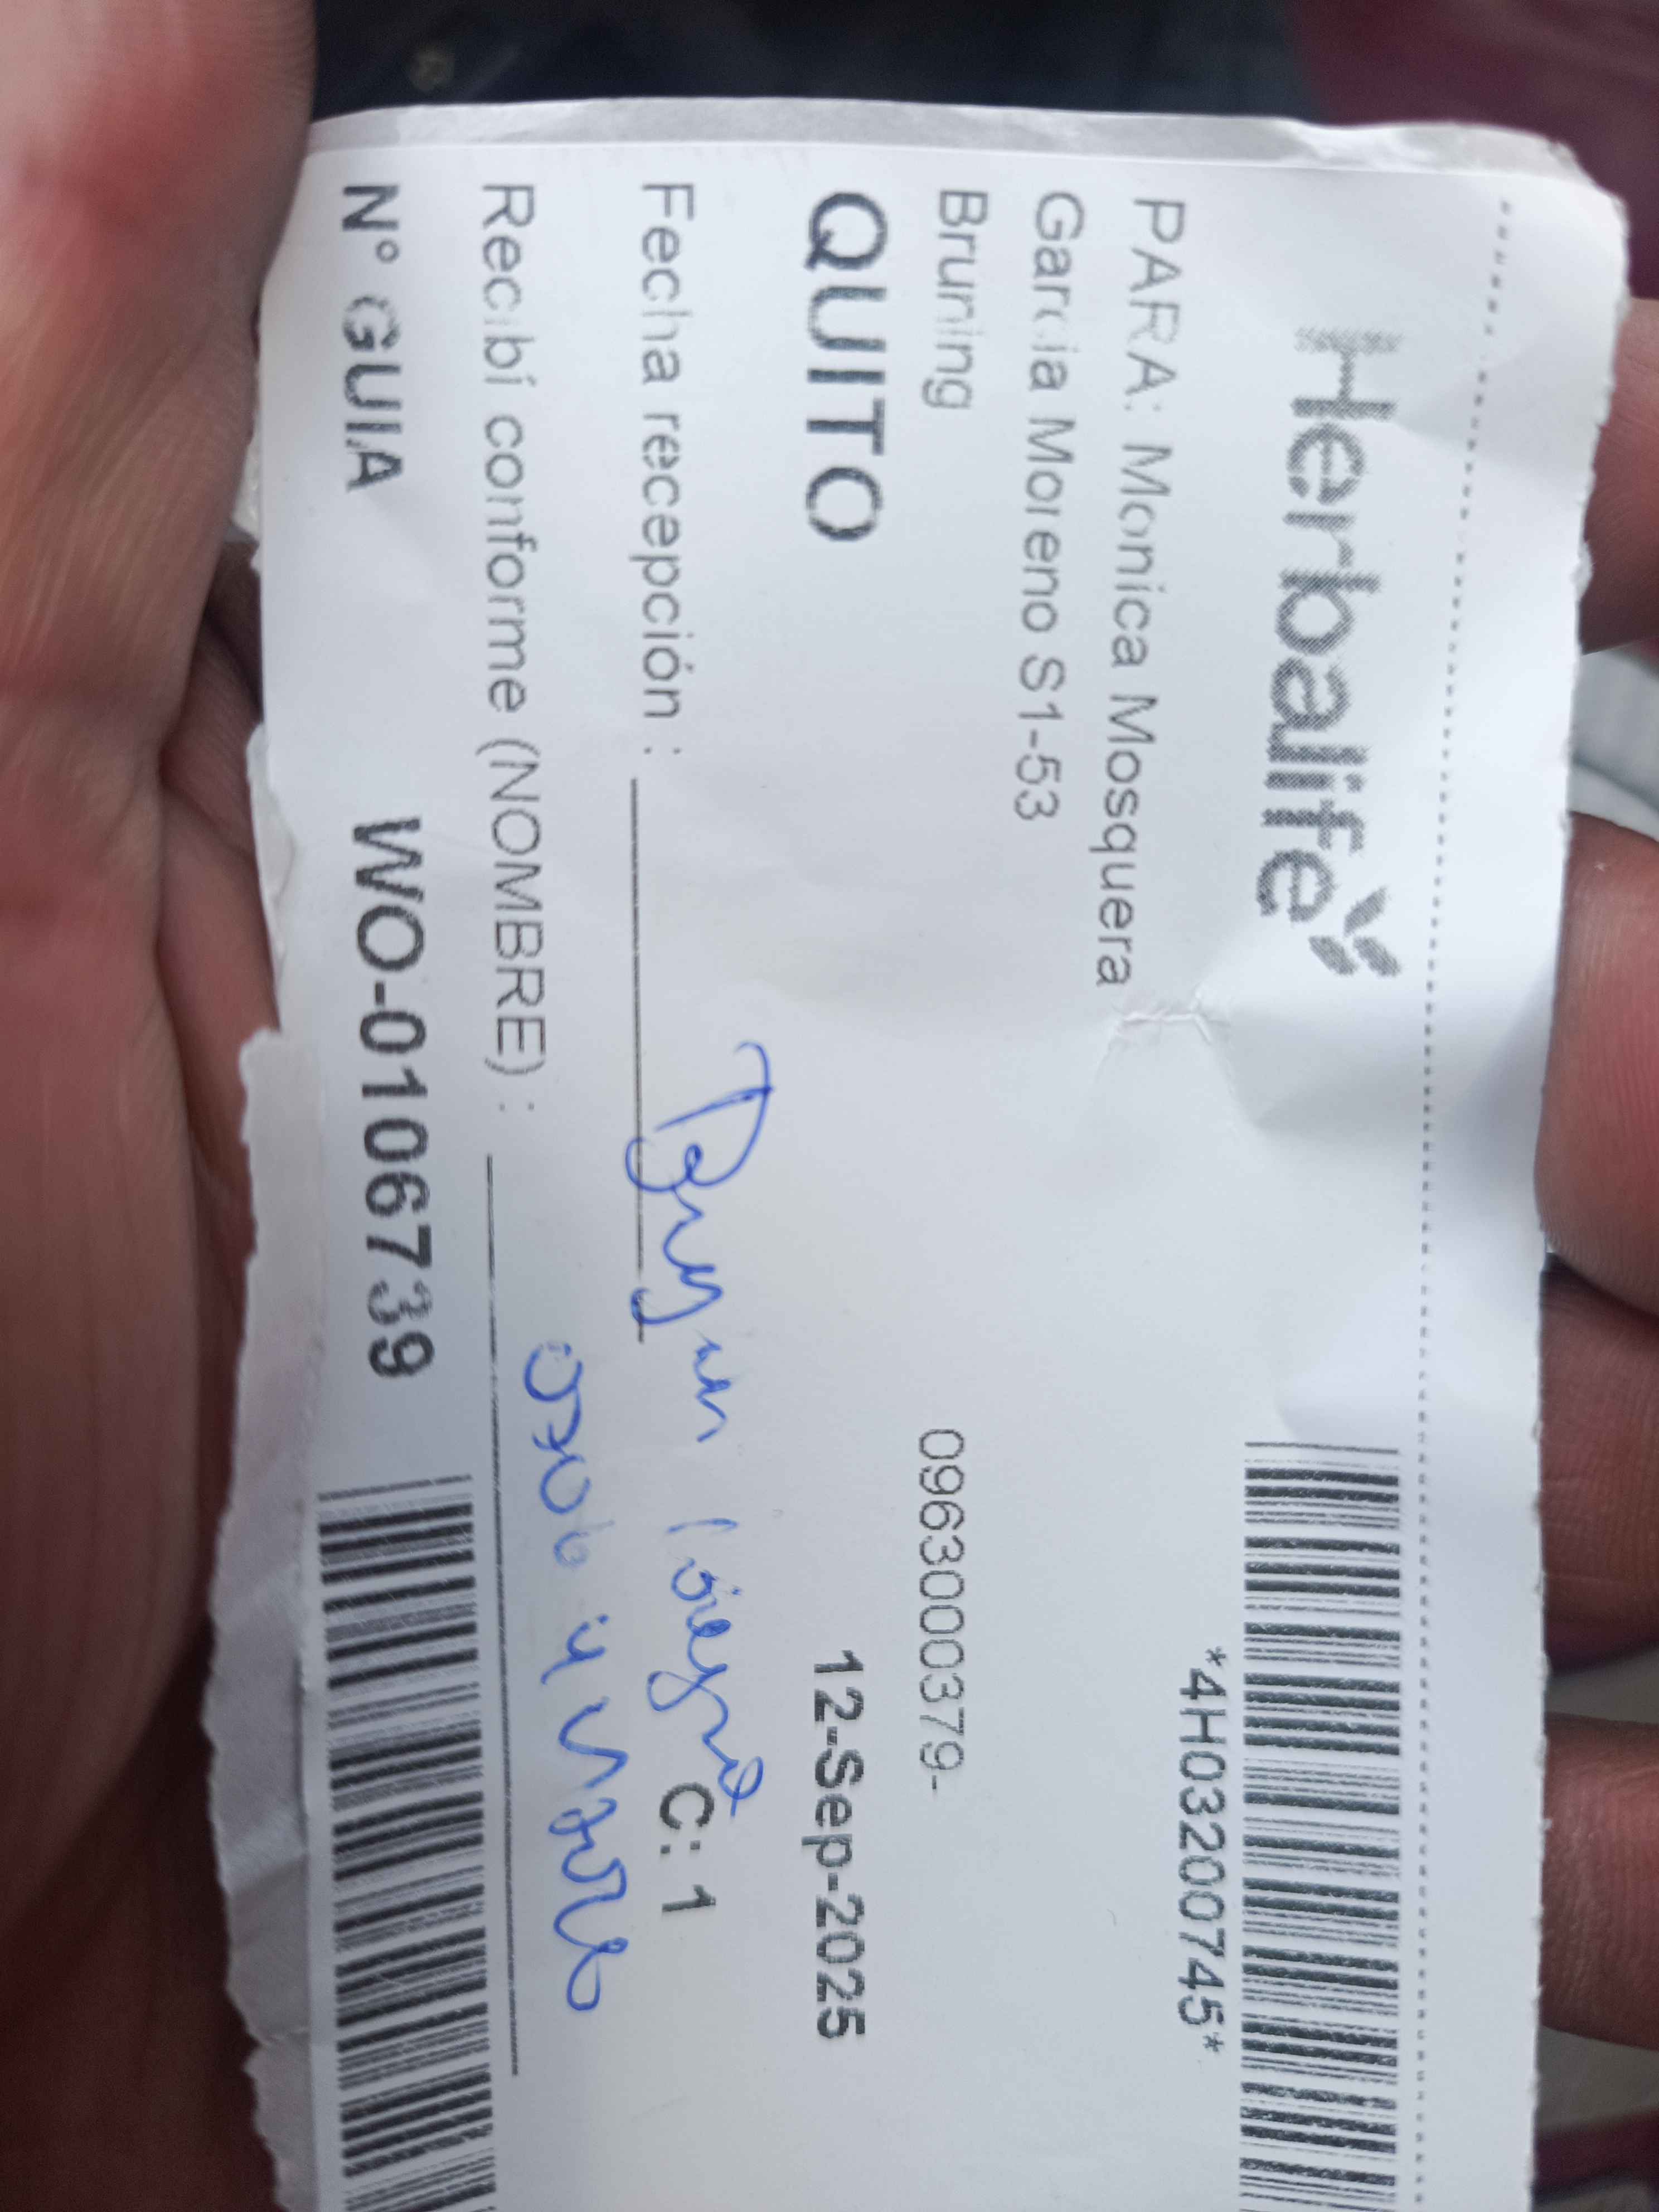 Herbalife
*4H03200745*
PARA: Monica Mosquera
Garcia Moreno S1-53
Bruning
0963000379-
QUITO
12-Sep-2025
Fecha recepción :
C: 1
Recibí conforme (NOMBRE) :
N° GUIA
WO-0106739